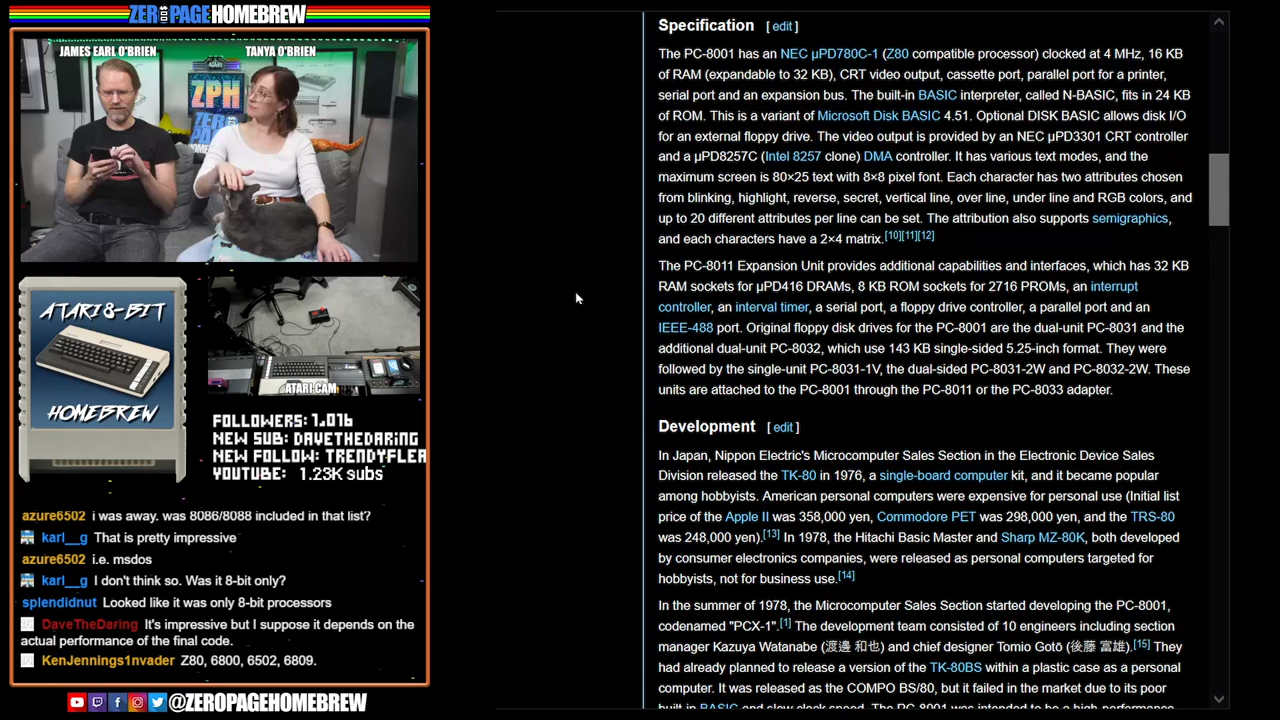 ZEROPAGE HOMEBREW
JAMES EARL O'BRIEN
TANYA O'BRIEN
ATARI
ZPH
ATARI 8-BIT
HOMEBREW
ATARI CAM
FOLLOWERS: 1,016
NEW SUB: DAVETHEDARING
NEW FOLLOW: TRENDYFLEA
YOUTUBE: 1.23K subs
azure6502 i was away. was 8086/8088 included in that list?
karl__g That is pretty impressive
azure6502 i.e. msdos
karl__g I don't think so. Was it 8-bit only?
splendidnut Looked like it was only 8-bit processors
DaveTheDaring It's impressive but I suppose it depends on the
actual performance of the final code.
KenJennings1nvader Z80, 6800, 6502, 6809.
@ZEROPAGEHOMEBREW
Specification [ edit ]
The PC-8001 has an NEC μPD780C-1 (Z80 compatible processor) clocked at 4 MHz, 16 KB
of RAM (expandable to 32 KB), CRT video output, cassette port, parallel port for a printer,
serial port and an expansion bus. The built-in BASIC interpreter, called N-BASIC, fits in 24 KB
of ROM. This is a variant of Microsoft Disk BASIC 4.51. Optional DISK BASIC allows disk I/O
for an external floppy drive. The video output is provided by an NEC μPD3301 CRT controller
and a μPD8257C (Intel 8257 clone) DMA controller. It has various text modes, and the
maximum screen is 80×25 text with 8×8 pixel font. Each character has two attributes chosen
from blinking, highlight, reverse, secret, vertical line, over line, under line and RGB colors, and
up to 20 different attributes per line can be set. The attribution also supports semigraphics,
and each characters have a 2×4 matrix.[10][11][12]
The PC-8011 Expansion Unit provides additional capabilities and interfaces, which has 32 KB
RAM sockets for μPD416 DRAMs, 8 KB ROM sockets for 2716 PROMs, an interrupt
controller, an interval timer, a serial port, a floppy drive controller, a parallel port and an
IEEE-488 port. Original floppy disk drives for the PC-8001 are the dual-unit PC-8031 and the
additional dual-unit PC-8032, which use 143 KB single-sided 5.25-inch format. They were
followed by the single-unit PC-8031-1V, the dual-sided PC-8031-2W and PC-8032-2W. These
units are attached to the PC-8001 through the PC-8011 or the PC-8033 adapter.
Development [ edit ]
In Japan, Nippon Electric's Microcomputer Sales Section in the Electronic Device Sales
Division released the TK-80 in 1976, a single-board computer kit, and it became popular
among hobbyists. American personal computers were expensive for personal use (Initial list
price of the Apple II was 358,000 yen, Commodore PET was 298,000 yen, and the TRS-80
was 248,000 yen).[13] In 1978, the Hitachi Basic Master and Sharp MZ-80K, both developed
by consumer electronics companies, were released as personal computers targeted for
hobbyists, not for business use.[14]
In the summer of 1978, the Microcomputer Sales Section started developing the PC-8001,
codenamed "PCX-1".[1] The development team consisted of 10 engineers including section
manager Kazuya Watanabe (渡邊 和也) and chief designer Tomio Gotō (後藤 富雄).[15] They
had already planned to release a version of the TK-80BS within a plastic case as a personal
computer. It was released as the COMPO BS/80, but it failed in the market due to its poor
built-in BASIC and slow clock speed. The PC-8001 was intended to be a high performance